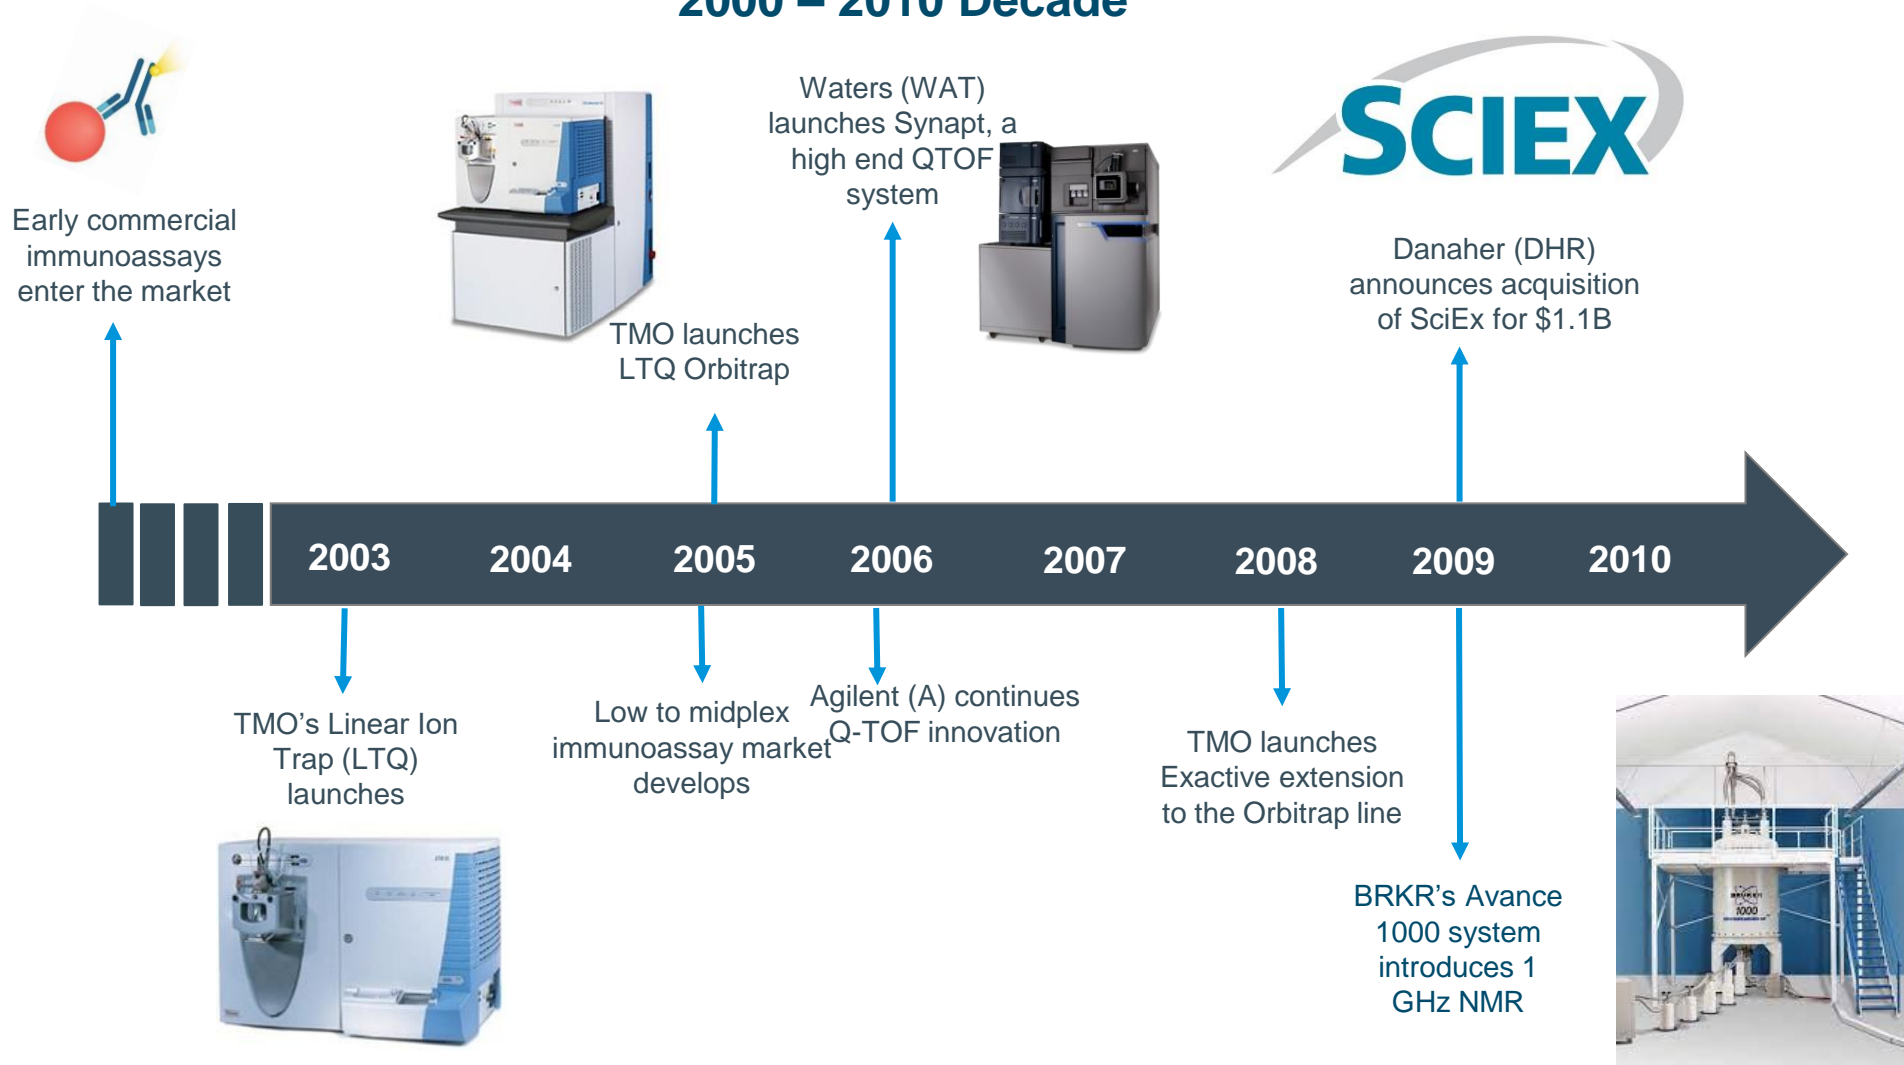 2000 – 2010 Decade
Early commercial
immunoassays
enter the market
TMO launches
LTQ Orbitrap
Waters (WAT)
launches Synapt, a
high end QTOF
system
SCIEX
Danaher (DHR)
announces acquisition
of SciEx for $1.1B
2003
2004
2005
2006
2007
2008
2009
2010
TMO’s Linear Ion
Trap (LTQ)
launches
Low to midplex
immunoassay market
develops
Agilent (A) continues
Q-TOF innovation
TMO launches
Exactive extension
to the Orbitrap line
BRKR’s Avance
1000 system
introduces 1
GHz NMR
BRUKER
1000